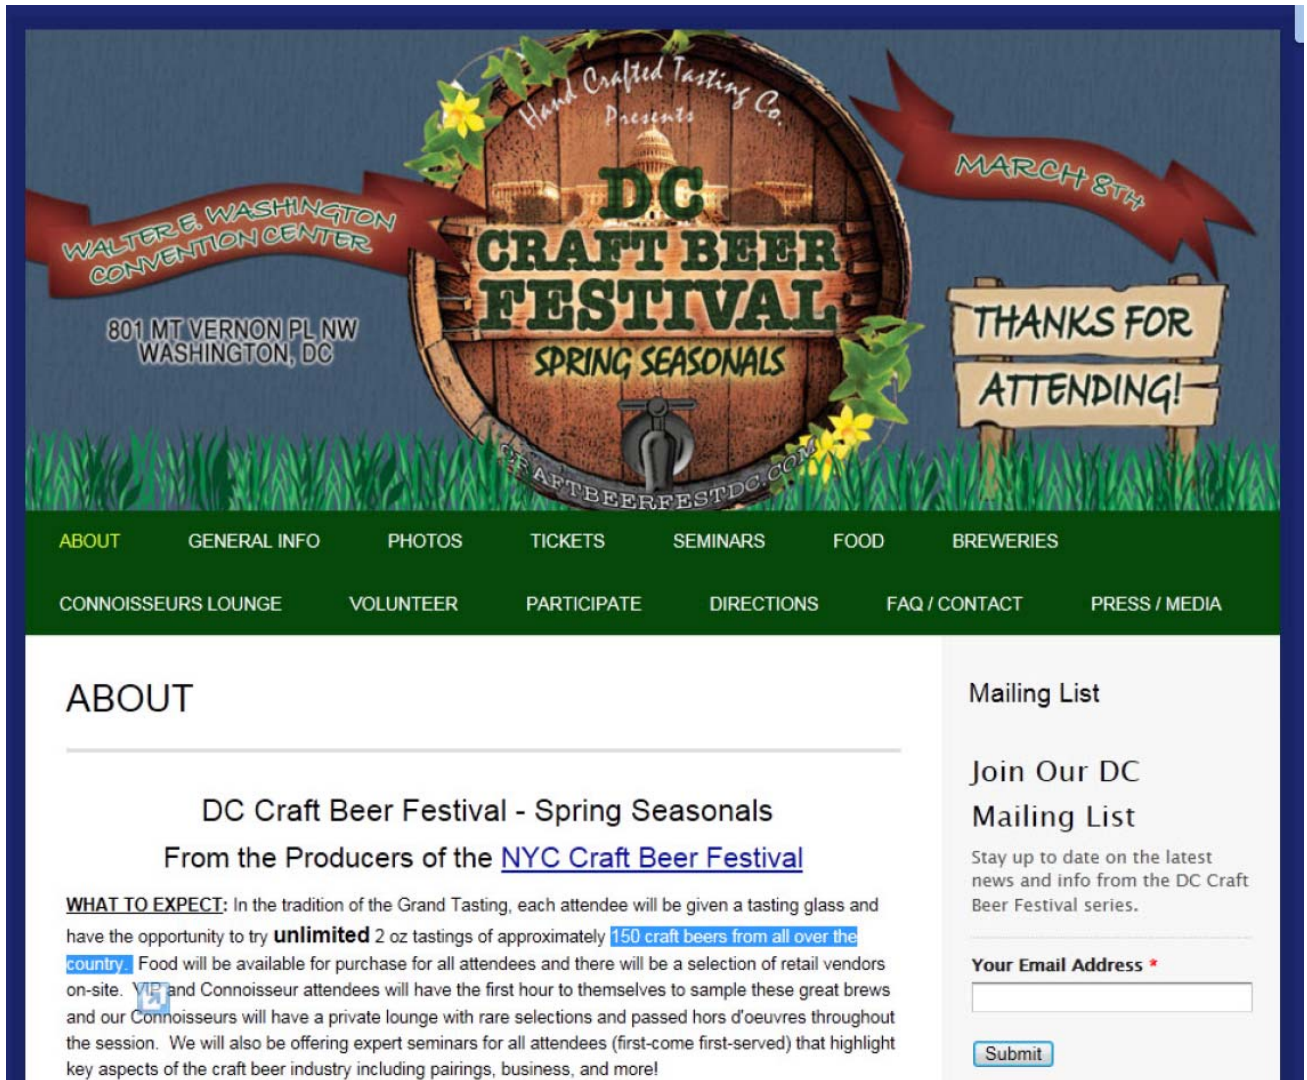 Hand Crafted Tasting Co.
Presents
DC
CRAFT BEER
FESTIVAL
SPRING SEASONALS
CRAFTBEERFESTDC.COM
WALTER E. WASHINGTON
CONVENTION CENTER
801 MT VERNON PL NW
WASHINGTON, DC
MARCH 8TH
THANKS FOR
ATTENDING!
ABOUT GENERAL INFO PHOTOS TICKETS SEMINARS FOOD BREWERIES
CONNOISSEURS LOUNGE VOLUNTEER PARTICIPATE DIRECTIONS FAQ / CONTACT PRESS / MEDIA
ABOUT
DC Craft Beer Festival - Spring Seasonals
From the Producers of the NYC Craft Beer Festival
WHAT TO EXPECT: In the tradition of the Grand Tasting, each attendee will be given a tasting glass and
have the opportunity to try unlimited 2 oz tastings of approximately 150 craft beers from all over the
country. Food will be available for purchase for all attendees and there will be a selection of retail vendors
on-site. VIP and Connoisseur attendees will have the first hour to themselves to sample these great brews
and our Connoisseurs will have a private lounge with rare selections and passed hors d'oeuvres throughout
the session. We will also be offering expert seminars for all attendees (first-come first-served) that highlight
key aspects of the craft beer industry including pairings, business, and more!
Mailing List
Join Our DC
Mailing List
Stay up to date on the latest
news and info from the DC Craft
Beer Festival series.
Your Email Address *
Submit